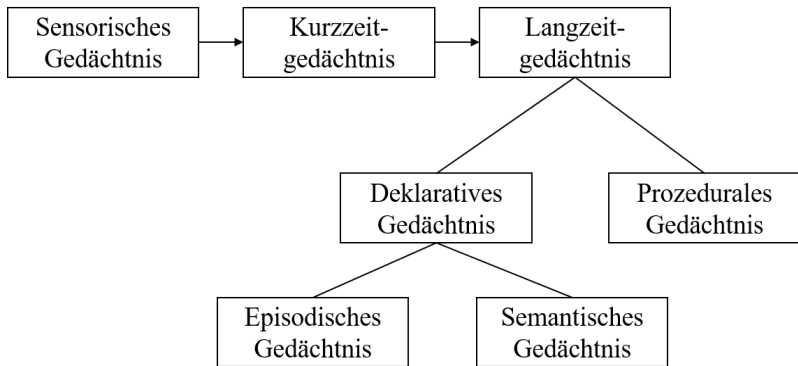 Sensorisches
Gedächtnis
Kurzzeit-
gedächtnis
Langzeit-
gedächtnis
Deklaratives
Gedächtnis
Prozedurales
Gedächtnis
Episodisches
Gedächtnis
Semantisches
Gedächtnis